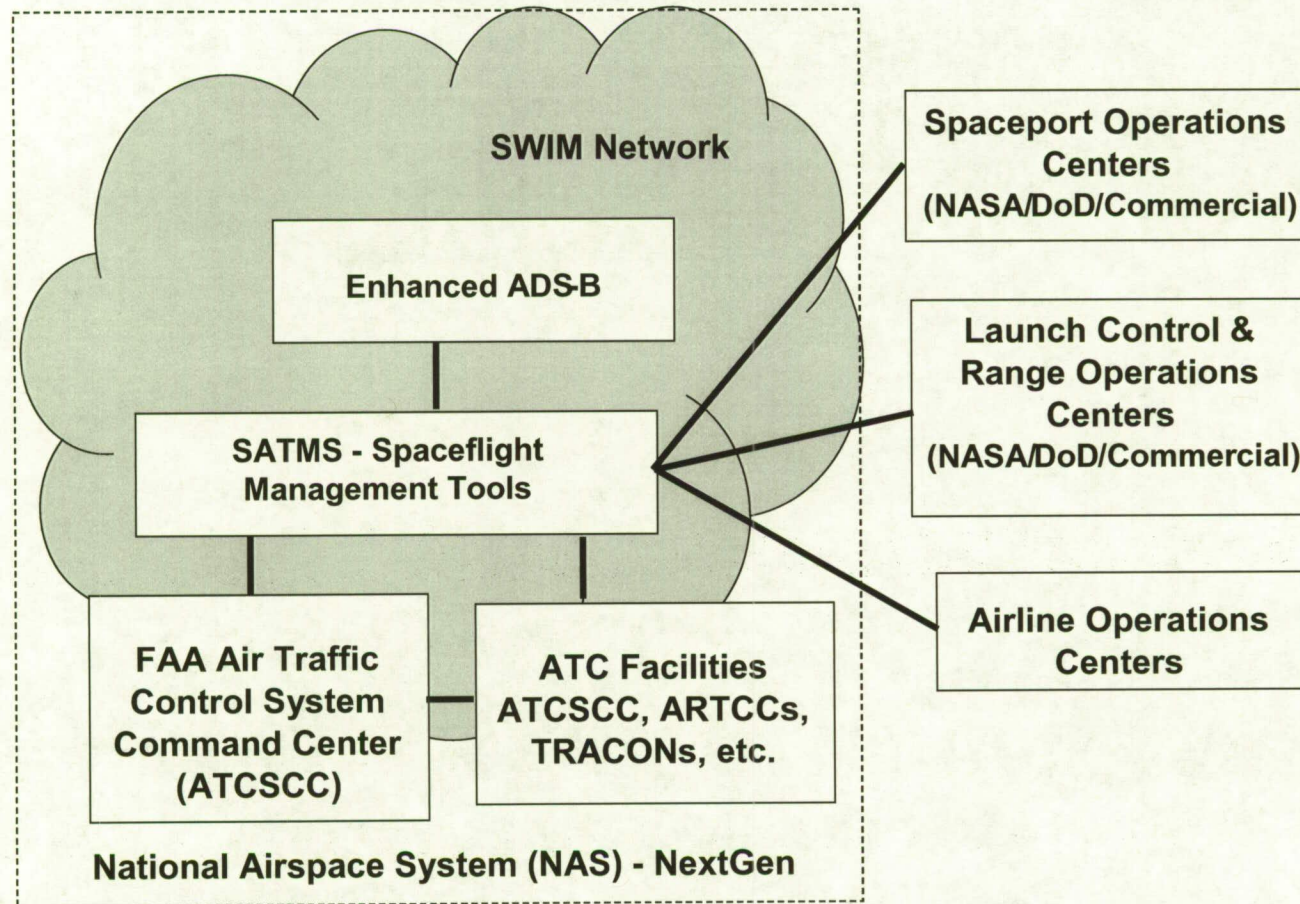 SWIM Network
Enhanced ADS-B
SATMS - Spaceflight
Management Tools
FAA Air Traffic
Control System
Command Center
(ATCSCC)
ATC Facilities
ATCSCC, ARTCCs,
TRACONs, etc.
National Airspace System (NAS) - NextGen
Spaceport Operations
Centers
(NASA/DoD/Commercial)
Launch Control &
Range Operations
Centers
(NASA/DoD/Commercial)
Airline Operations
Centers